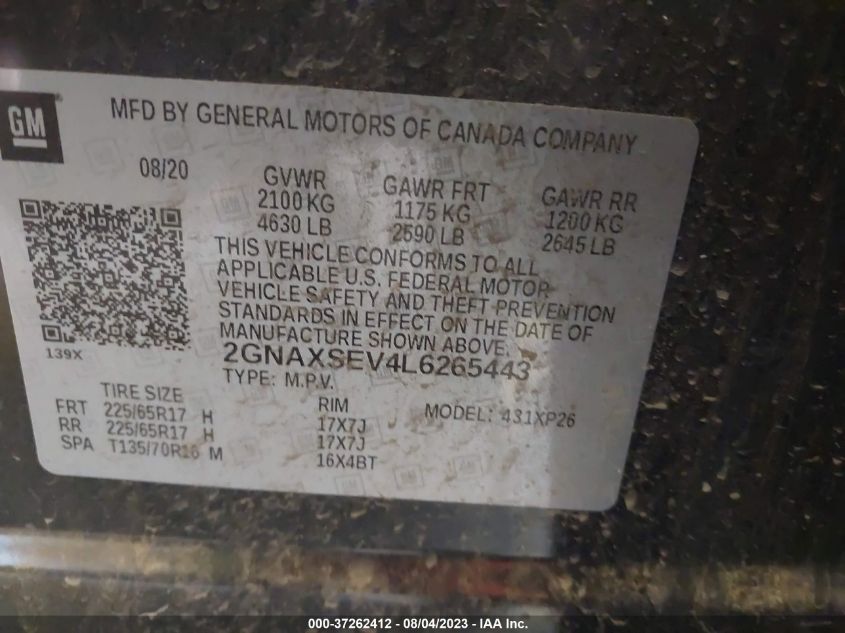 GM
MFD BY GENERAL MOTORS OF CANADA COMPANY
08/20
GVWR GAWR FRT GAWR RR
2100 KG 1175 KG 1200 KG
4630 LB 2590 LB 2645 LB
THIS VEHICLE CONFORMS TO ALL
APPLICABLE U.S. FEDERAL MOTOR
VEHICLE SAFETY AND THEFT PREVENTION
STANDARDS IN EFFECT ON THE DATE OF
MANUFACTURE SHOWN ABOVE.
139X
2GNAXSEV4L6265443
TYPE: M.P.V.
TIRE SIZE RIM MODEL: 431XP26
FRT 225/65R17 H 17X7J
RR 225/65R17 H 17X7J
SPA T135/70R16 M 16X4BT
000-37262412 - 08/04/2023 - IAA Inc.